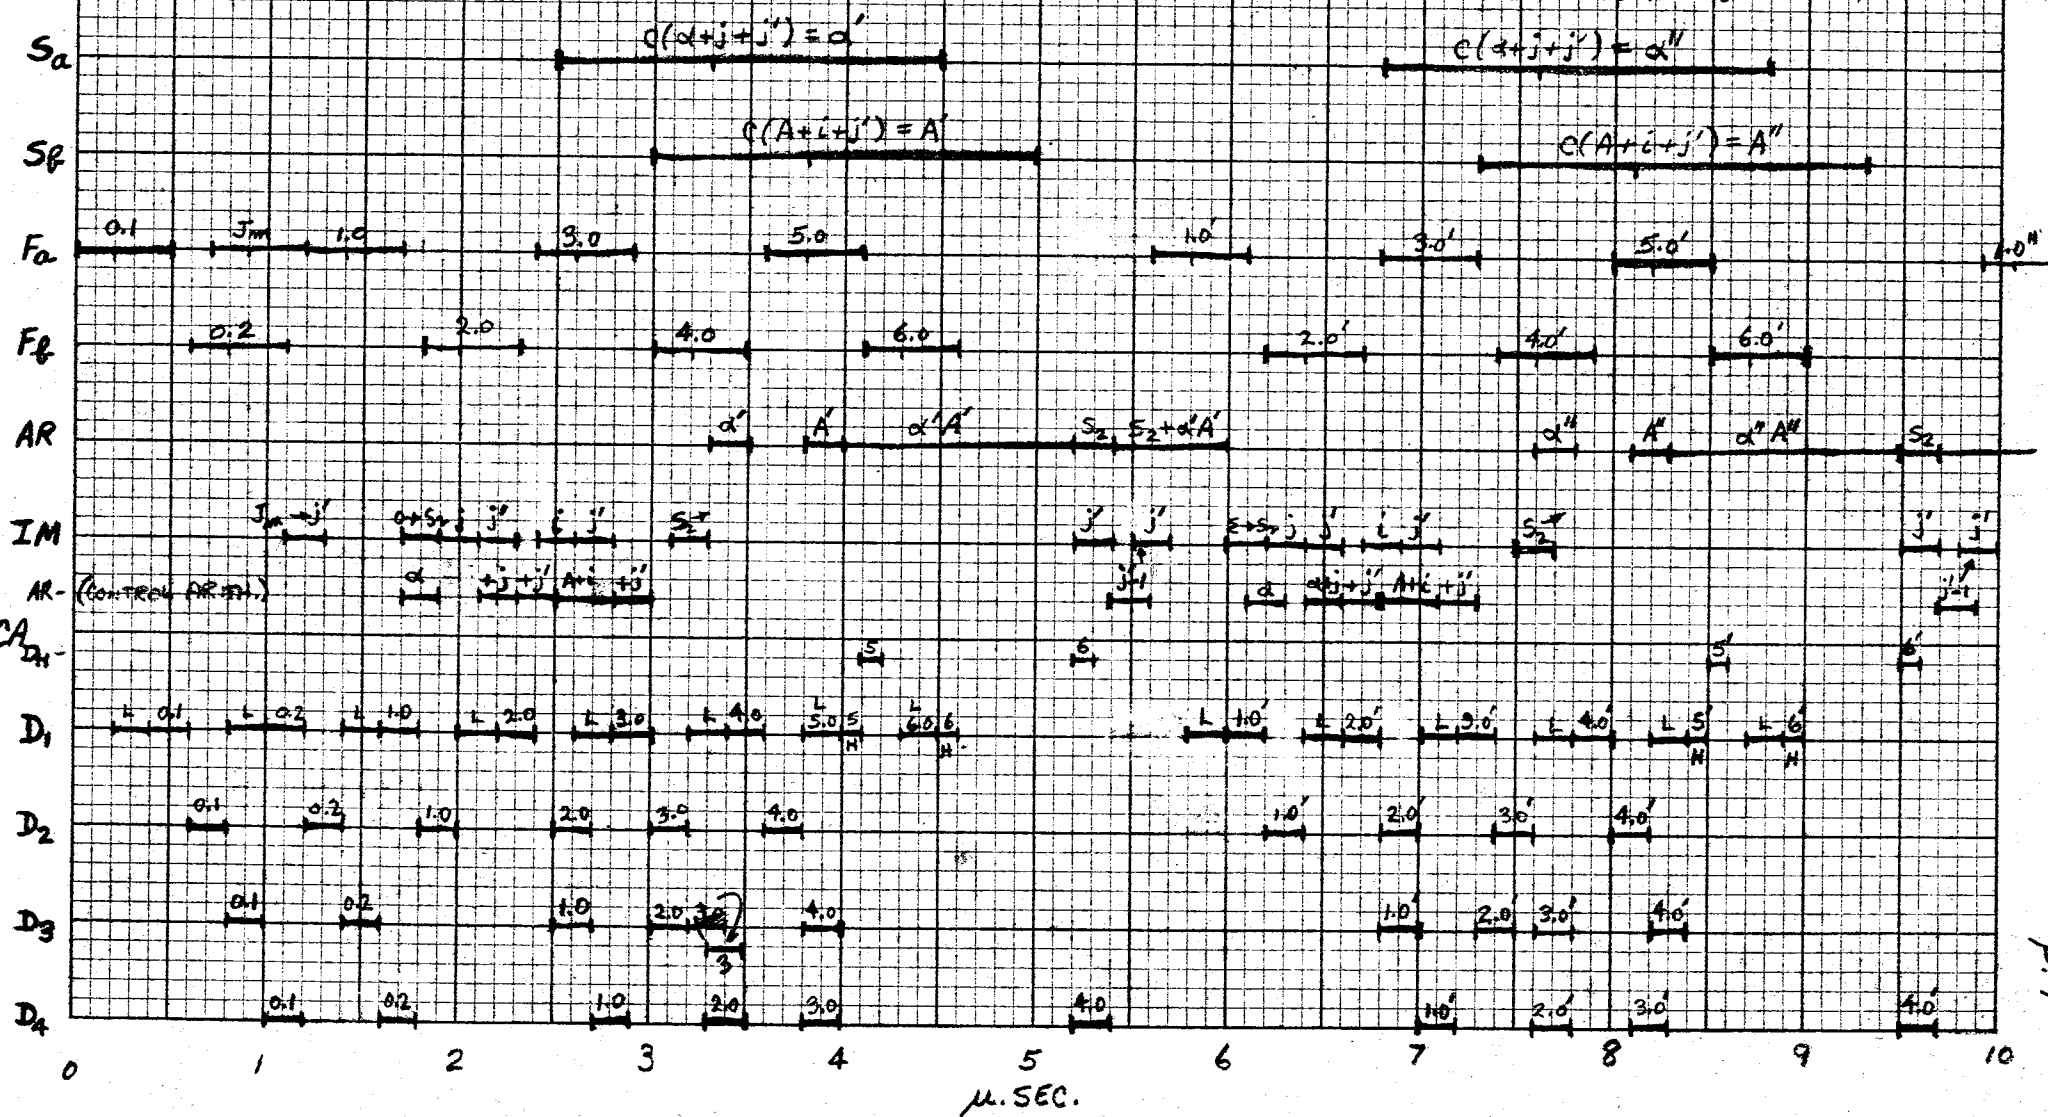 Sa c(α+j+j′) = α′ c(α+j+j′) = α″
Sb c(A+i+j′) = A′ c(A+i+j′) = A″
Fa 0.1 Jm 1.0 3.0 5.0 1.0′ 3.0′ 5.0′ 1.0″
Fb 0.2 2.0 4.0 6.0 2.0′ 4.0′ 6.0′
AR α′ A′ α′A′ S₂ S₂+α′A′ α″ A″ α″A″ S₂
IM Jm→j′ 0→S₂ j j′ i j′ S₂→ j′ j′ Σ→S₂ j j′ i j′ S₂→ j′ j′
AR- (CONTROL ARITH.) α +j +j′ A+i +j′ j′-1 α α+j +j′ A+i +j′ j′-1
CA
DH- 5 6 5′ 6′
D₁ L 0.1 L 0.2 L 1.0 L 2.0 L 3.0 L 4.0 L 5.0 5 H L 6.0 6 H L 1.0′ L 2.0′ L 3.0′ L 4.0′ L 5′ H L 6′ H
D₂ 0.1 0.2 1.0 2.0 3.0 4.0 1.0′ 2.0′ 3.0′ 4.0′
D₃ 0.1 0.2 1.0 2.0 3.0 4.0 1.0′ 2.0′ 3.0′ 4.0′
3
D₄ 0.1 0.2 1.0 2.0 3.0 4.0 1.0′ 2.0′ 3.0′ 4.0′
0 1 2 3 4 5 6 7 8 9 10
μ.SEC.